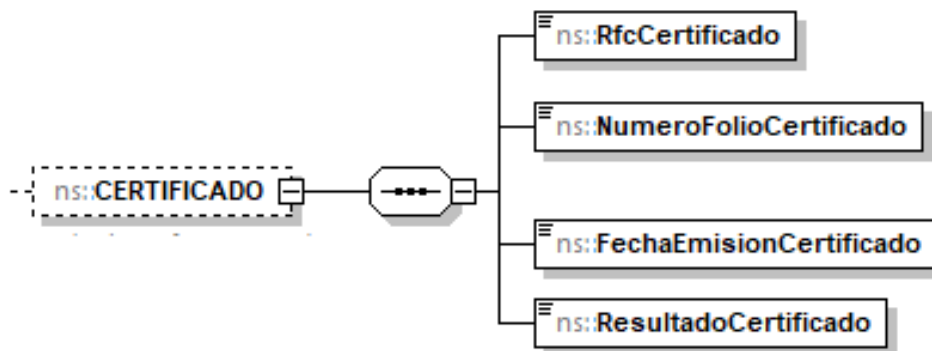 ns:RfcCertificado
ns:NumeroFolioCertificado
ns:CERTIFICADO
ns:FechaEmisionCertificado
ns:ResultadoCertificado